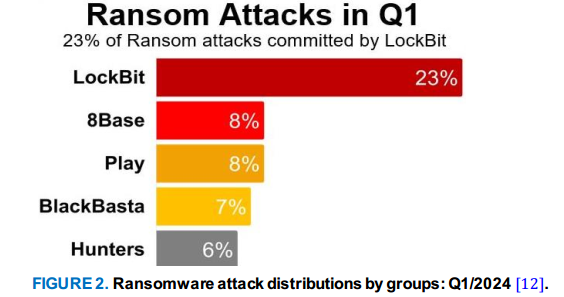 Ransom Attacks in Q1
23% of Ransom attacks committed by LockBit
LockBit 23%
8Base 8%
Play 8%
BlackBasta 7%
Hunters 6%
FIGURE 2. Ransomware attack distributions by groups: Q1/2024 [12].